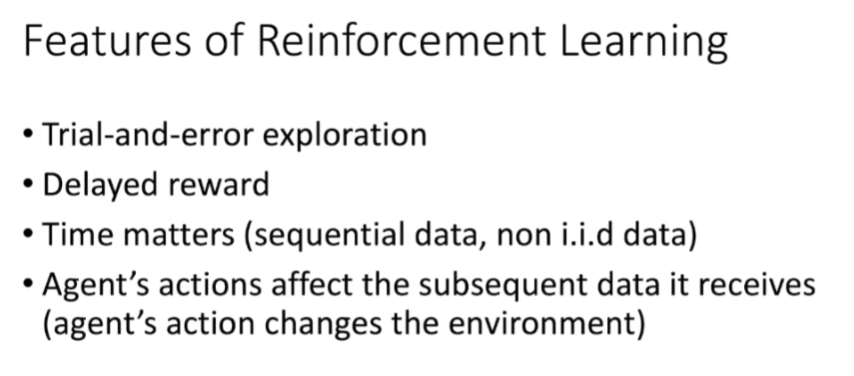 Features of Reinforcement Learning
• Trial-and-error exploration
• Delayed reward
• Time matters (sequential data, non i.i.d data)
• Agent’s actions affect the subsequent data it receives
(agent’s action changes the environment)